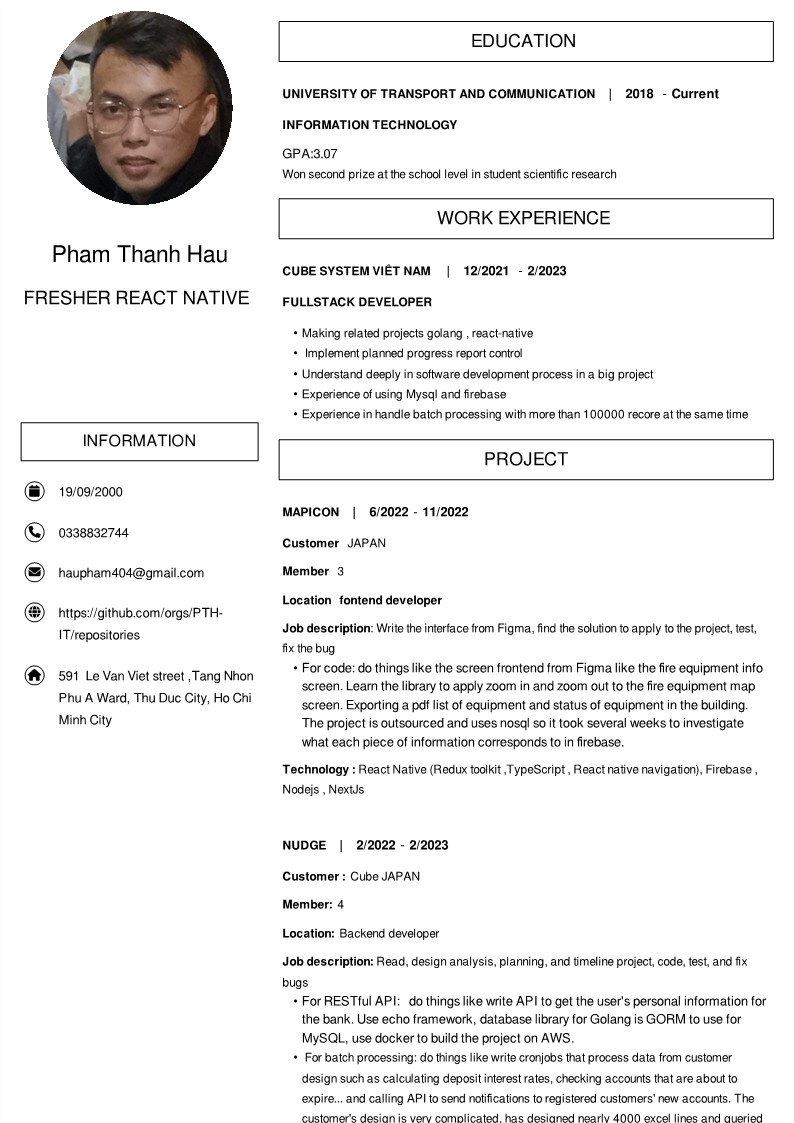 Pham Thanh Hau
FRESHER REACT NATIVE
INFORMATION
19/09/2000
0338832744
haupham404@gmail.com
https://github.com/orgs/PTH-
IT/repositories
591 Le Van Viet street ,Tang Nhon
Phu A Ward, Thu Duc City, Ho Chi
Minh City
EDUCATION
UNIVERSITY OF TRANSPORT AND COMMUNICATION | 2018 - Current
INFORMATION TECHNOLOGY
GPA:3.07
Won second prize at the school level in student scientific research
WORK EXPERIENCE
CUBE SYSTEM VIÊT NAM | 12/2021 - 2/2023
FULLSTACK DEVELOPER
• Making related projects golang , react-native
• Implement planned progress report control
• Understand deeply in software development process in a big project
• Experience of using Mysql and firebase
• Experience in handle batch processing with more than 100000 recore at the same time
PROJECT
MAPICON | 6/2022 - 11/2022
Customer JAPAN
Member 3
Location fontend developer
Job description: Write the interface from Figma, find the solution to apply to the project, test,
fix the bug
• For code: do things like the screen frontend from Figma like the fire equipment info
screen. Learn the library to apply zoom in and zoom out to the fire equipment map
screen. Exporting a pdf list of equipment and status of equipment in the building.
The project is outsourced and uses nosql so it took several weeks to investigate
what each piece of information corresponds to in firebase.
Technology : React Native (Redux toolkit ,TypeScript , React native navigation), Firebase ,
Nodejs , NextJs
NUDGE | 2/2022 - 2/2023
Customer : Cube JAPAN
Member: 4
Location: Backend developer
Job description: Read, design analysis, planning, and timeline project, code, test, and fix
bugs
• For RESTful API: do things like write API to get the user's personal information for
the bank. Use echo framework, database library for Golang is GORM to use for
MySQL, use docker to build the project on AWS.
• For batch processing: do things like write cronjobs that process data from customer
design such as calculating deposit interest rates, checking accounts that are about to
expire... and calling API to send notifications to registered customers' new accounts. The
customer's design is very complicated, has designed nearly 4000 excel lines and queried